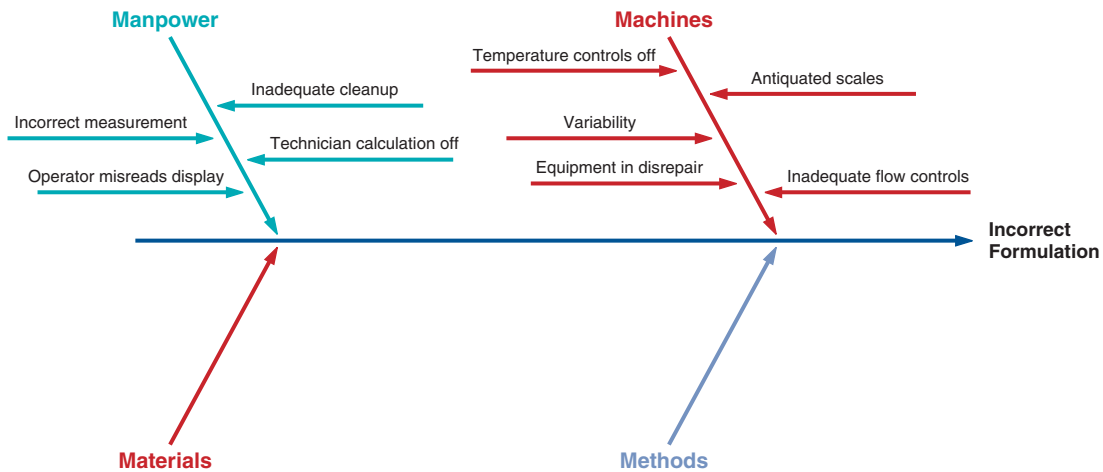 Manpower
Machines
Temperature controls off
Antiquated scales
Inadequate cleanup
Incorrect measurement
Variability
Technician calculation off
Equipment in disrepair
Operator misreads display
Inadequate flow controls
Incorrect
Formulation
Materials
Methods